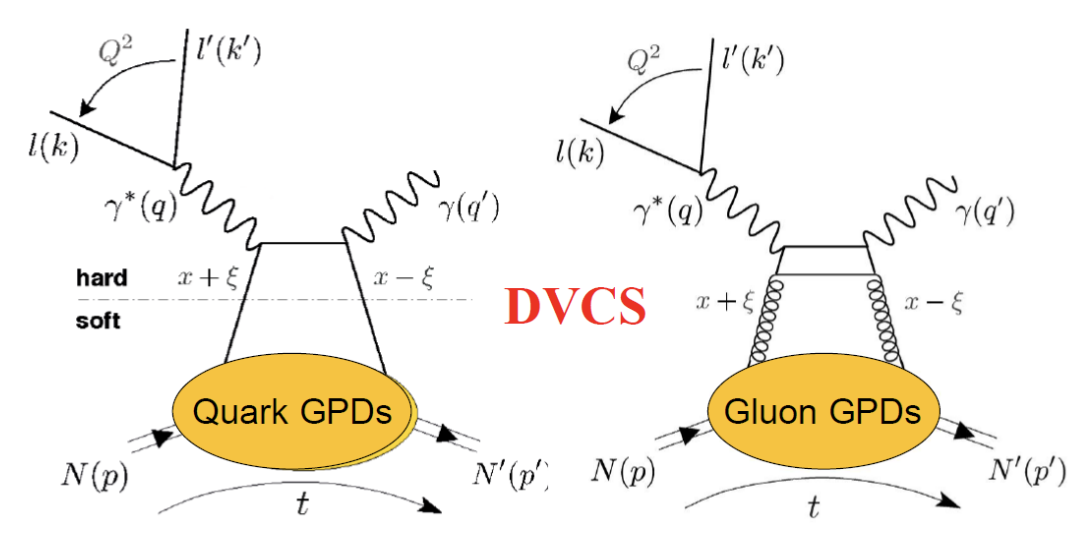 Q²
l′(k′)
l(k)
γ*(q)
γ(q′)
hard
x + ξ
x − ξ
soft
Quark GPDs
N(p)
N′(p′)
t
DVCS
Q²
l′(k′)
l(k)
γ*(q)
γ(q′)
x + ξ
x − ξ
Gluon GPDs
N(p)
N′(p′)
t